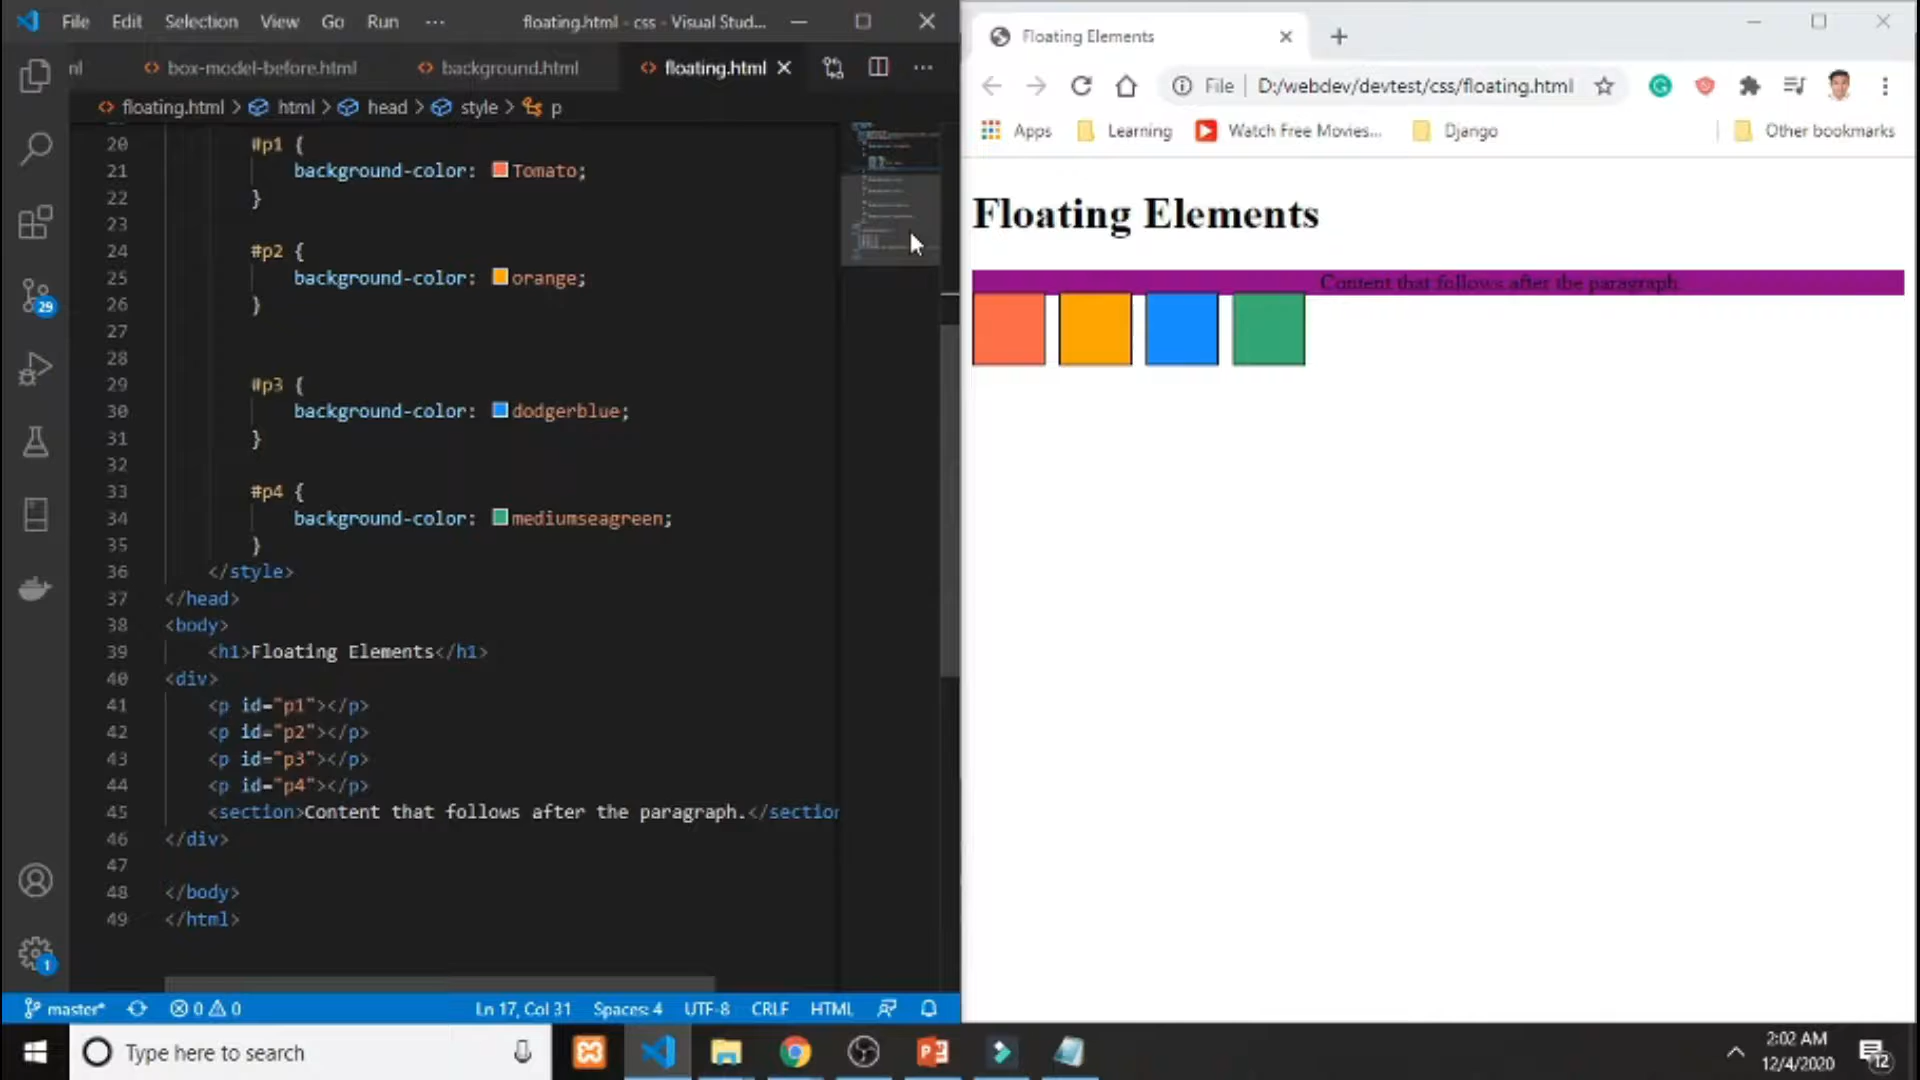 File Edit Selection View Go Run ··· floating.html - css - Visual Stud...
nl box-model-before.html background.html floating.html
floating.html > html > head > style > p
20 #p1 {
21 background-color: Tomato;
22 }
23
24 #p2 {
25 background-color: orange;
26 }
27
28
29 #p3 {
30 background-color: dodgerblue;
31 }
32
33 #p4 {
34 background-color: mediumseagreen;
35 }
36 </style>
37 </head>
38 <body>
39 <h1>Floating Elements</h1>
40 <div>
41 <p id="p1"></p>
42 <p id="p2"></p>
43 <p id="p3"></p>
44 <p id="p4"></p>
45 <section>Content that follows after the paragraph.</section
46 </div>
47
48 </body>
49 </html>
29
1
master* 0 0 Ln 17, Col 31 Spaces: 4 UTF-8 CRLF HTML
Floating Elements
File D:/webdev/devtest/css/floating.html
Apps Learning Watch Free Movies... Django Other bookmarks
Floating Elements
Content that follows after the paragraph.
Type here to search
2:02 AM
12/4/2020
12